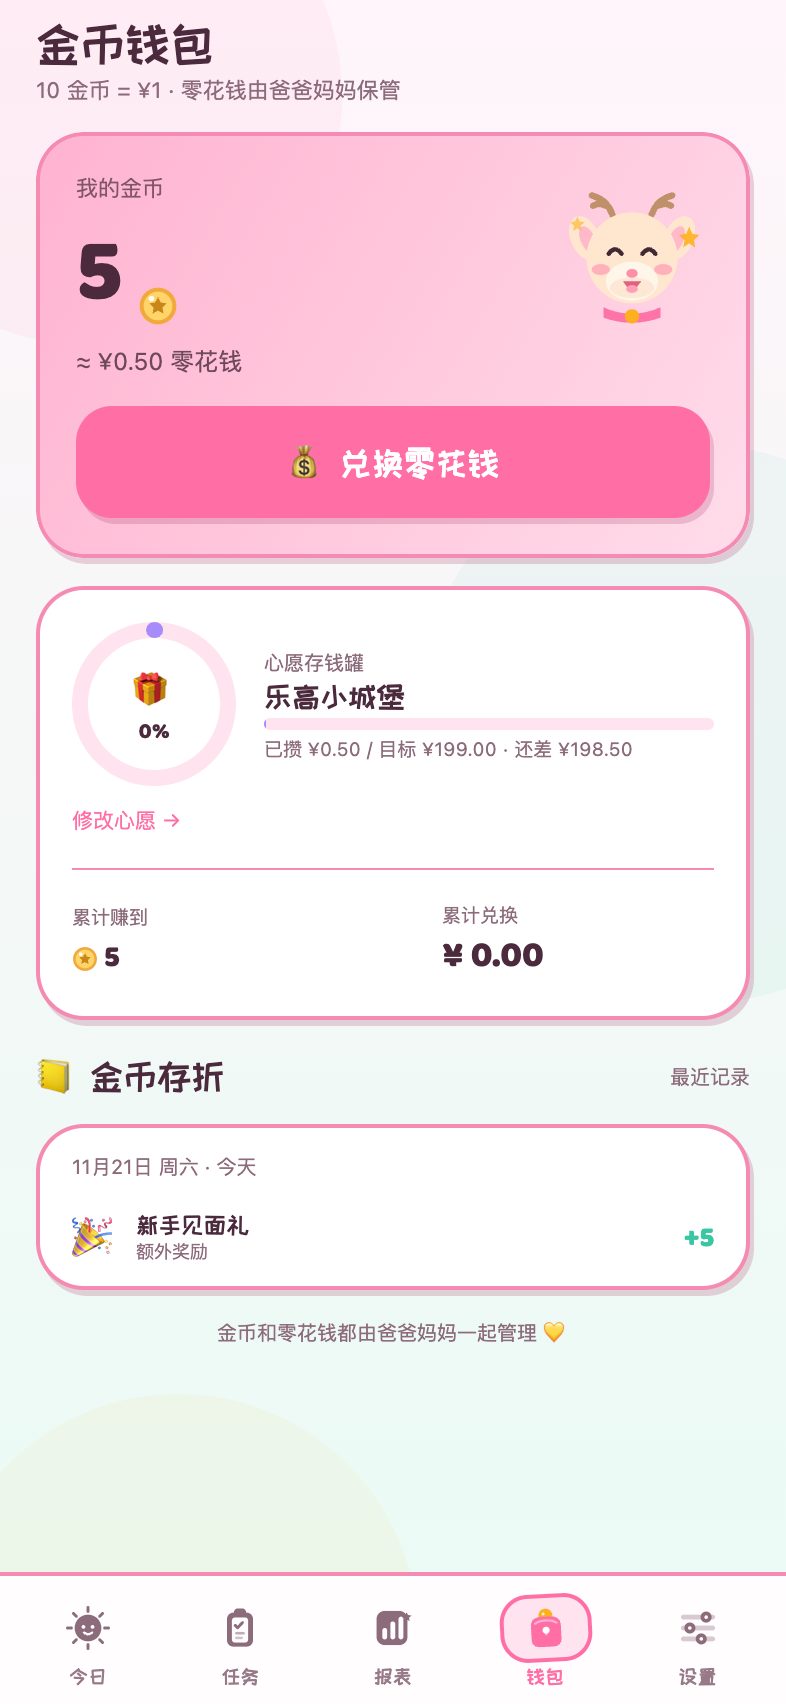 金币钱包
10 金币 = ¥1 · 零花钱由爸爸妈妈保管
我的金币
5
≈ ¥0.50 零花钱
兑换零花钱
0%
心愿存钱罐
乐高小城堡
已攒 ¥0.50 / 目标 ¥199.00 · 还差 ¥198.50
修改心愿 →
累计赚到
5
累计兑换
¥ 0.00
金币存折
最近记录
11月21日 周六 · 今天
新手见面礼
额外奖励
+5
金币和零花钱都由爸爸妈妈一起管理 💛
今日
任务
报表
钱包
设置